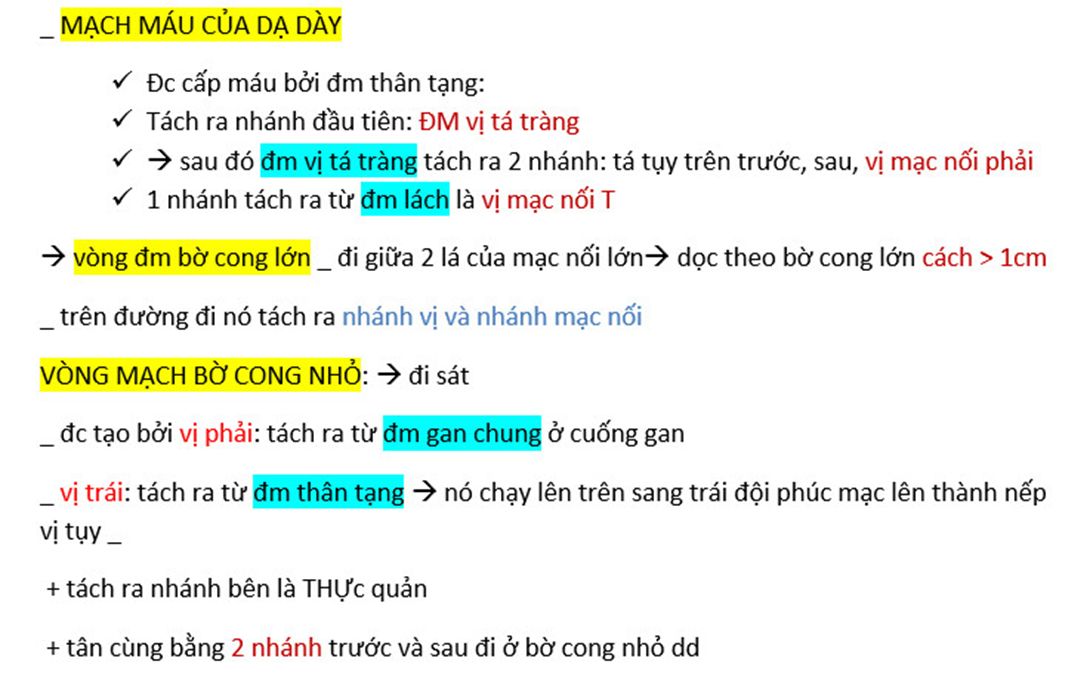 _ MẠCH MÁU CỦA DẠ DÀY
✓ Đc cấp máu bởi đm thân tạng:
✓ Tách ra nhánh đầu tiên: ĐM vị tá tràng
✓ → sau đó đm vị tá tràng tách ra 2 nhánh: tá tụy trên trước, sau, vị mạc nối phải
✓ 1 nhánh tách ra từ đm lách là vị mạc nối T
→ vòng đm bờ cong lớn _ đi giữa 2 lá của mạc nối lớn→ dọc theo bờ cong lớn cách > 1cm
_ trên đường đi nó tách ra nhánh vị và nhánh mạc nối
VÒNG MẠCH BỜ CONG NHỎ: → đi sát
_ đc tạo bởi vị phải: tách ra từ đm gan chung ở cuống gan
_ vị trái: tách ra từ đm thân tạng → nó chạy lên trên sang trái đội phúc mạc lên thành nếp
vị tụy _
+ tách ra nhánh bên là THỰc quản
+ tân cùng bằng 2 nhánh trước và sau đi ở bờ cong nhỏ dd